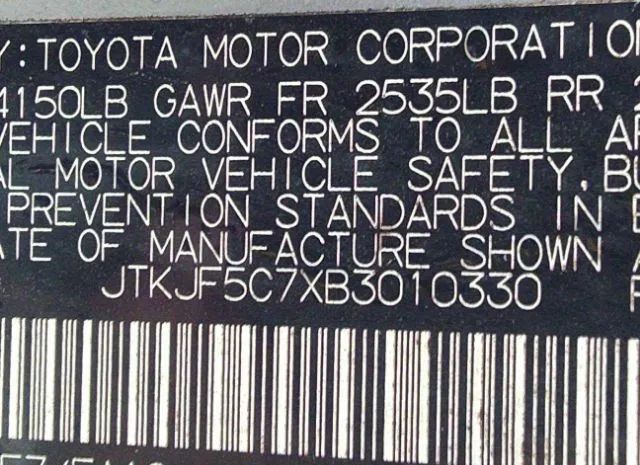 Y: TOYOTA MOTOR CORPORATION
4150LB GAWR FR 2535LB RR
VEHICLE CONFORMS TO ALL
AL MOTOR VEHICLE SAFETY, BU
PREVENTION STANDARDS IN
ATE OF MANUFACTURE SHOWN A
JTKJF5C7XB3010330